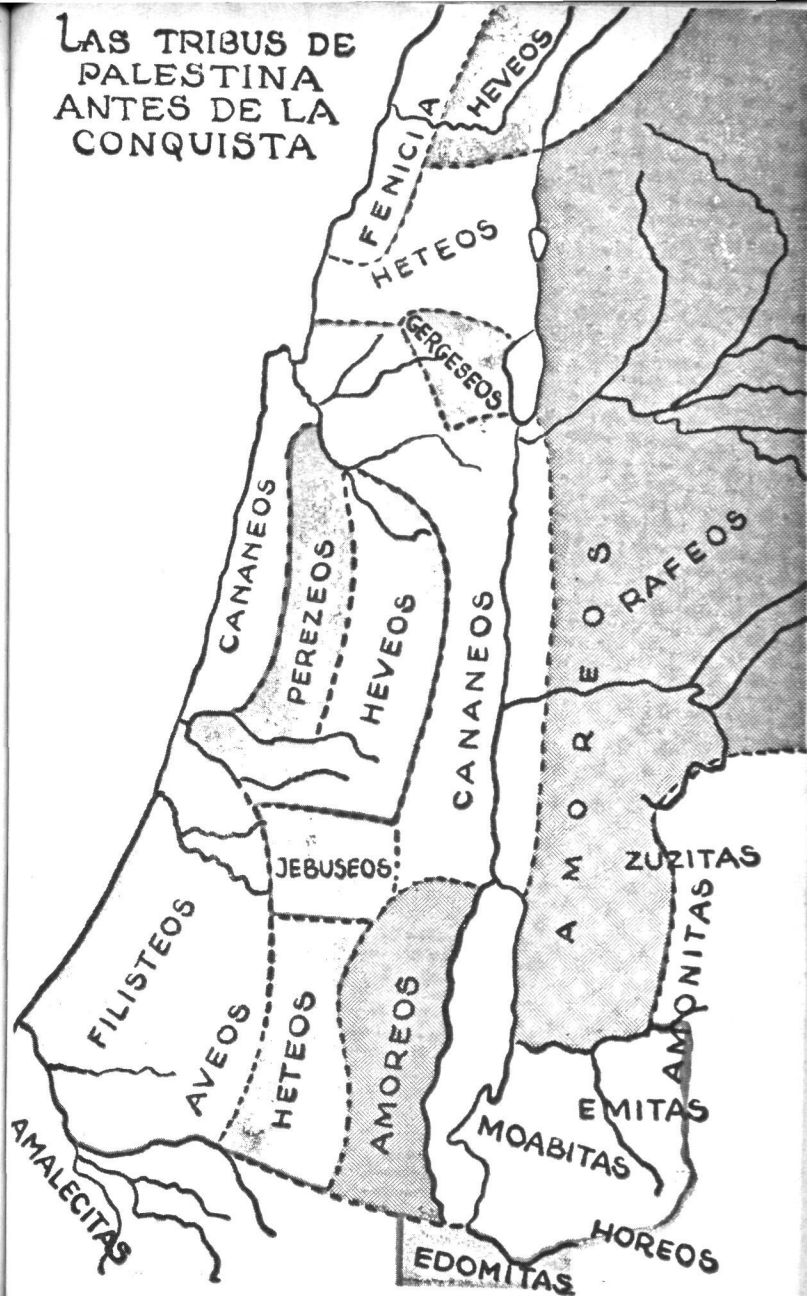 LAS TRIBUS DE
PALESTINA
ANTES DE LA
CONQUISTA
HEVEOS
FENICIA
HETEOS
GERGESEOS
CANANEOS
PEREZEOS
HEVEOS
CANANEOS
RAFEOS
AMOREOS
JEBUSEOS
ZUZITAS
AMONITAS
FILISTEOS
AVEOS
HETEOS
AMOREOS
EMITAS
MOABITAS
AMALECITAS
HOREOS
EDOMITAS